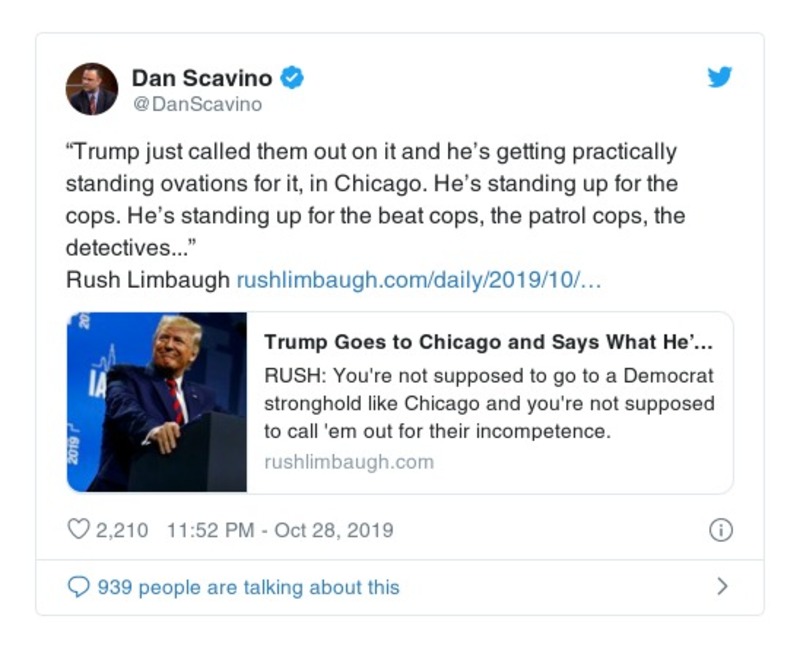 Dan Scavino
@DanScavino
“Trump just called them out on it and he’s getting practically
standing ovations for it, in Chicago. He’s standing up for the
cops. He’s standing up for the beat cops, the patrol cops, the
detectives...”
Rush Limbaugh rushlimbaugh.com/daily/2019/10/…
20
IA
2019
Trump Goes to Chicago and Says What He’...
RUSH: You're not supposed to go to a Democrat
stronghold like Chicago and you're not supposed
to call 'em out for their incompetence.
rushlimbaugh.com
2,210 11:52 PM - Oct 28, 2019
939 people are talking about this